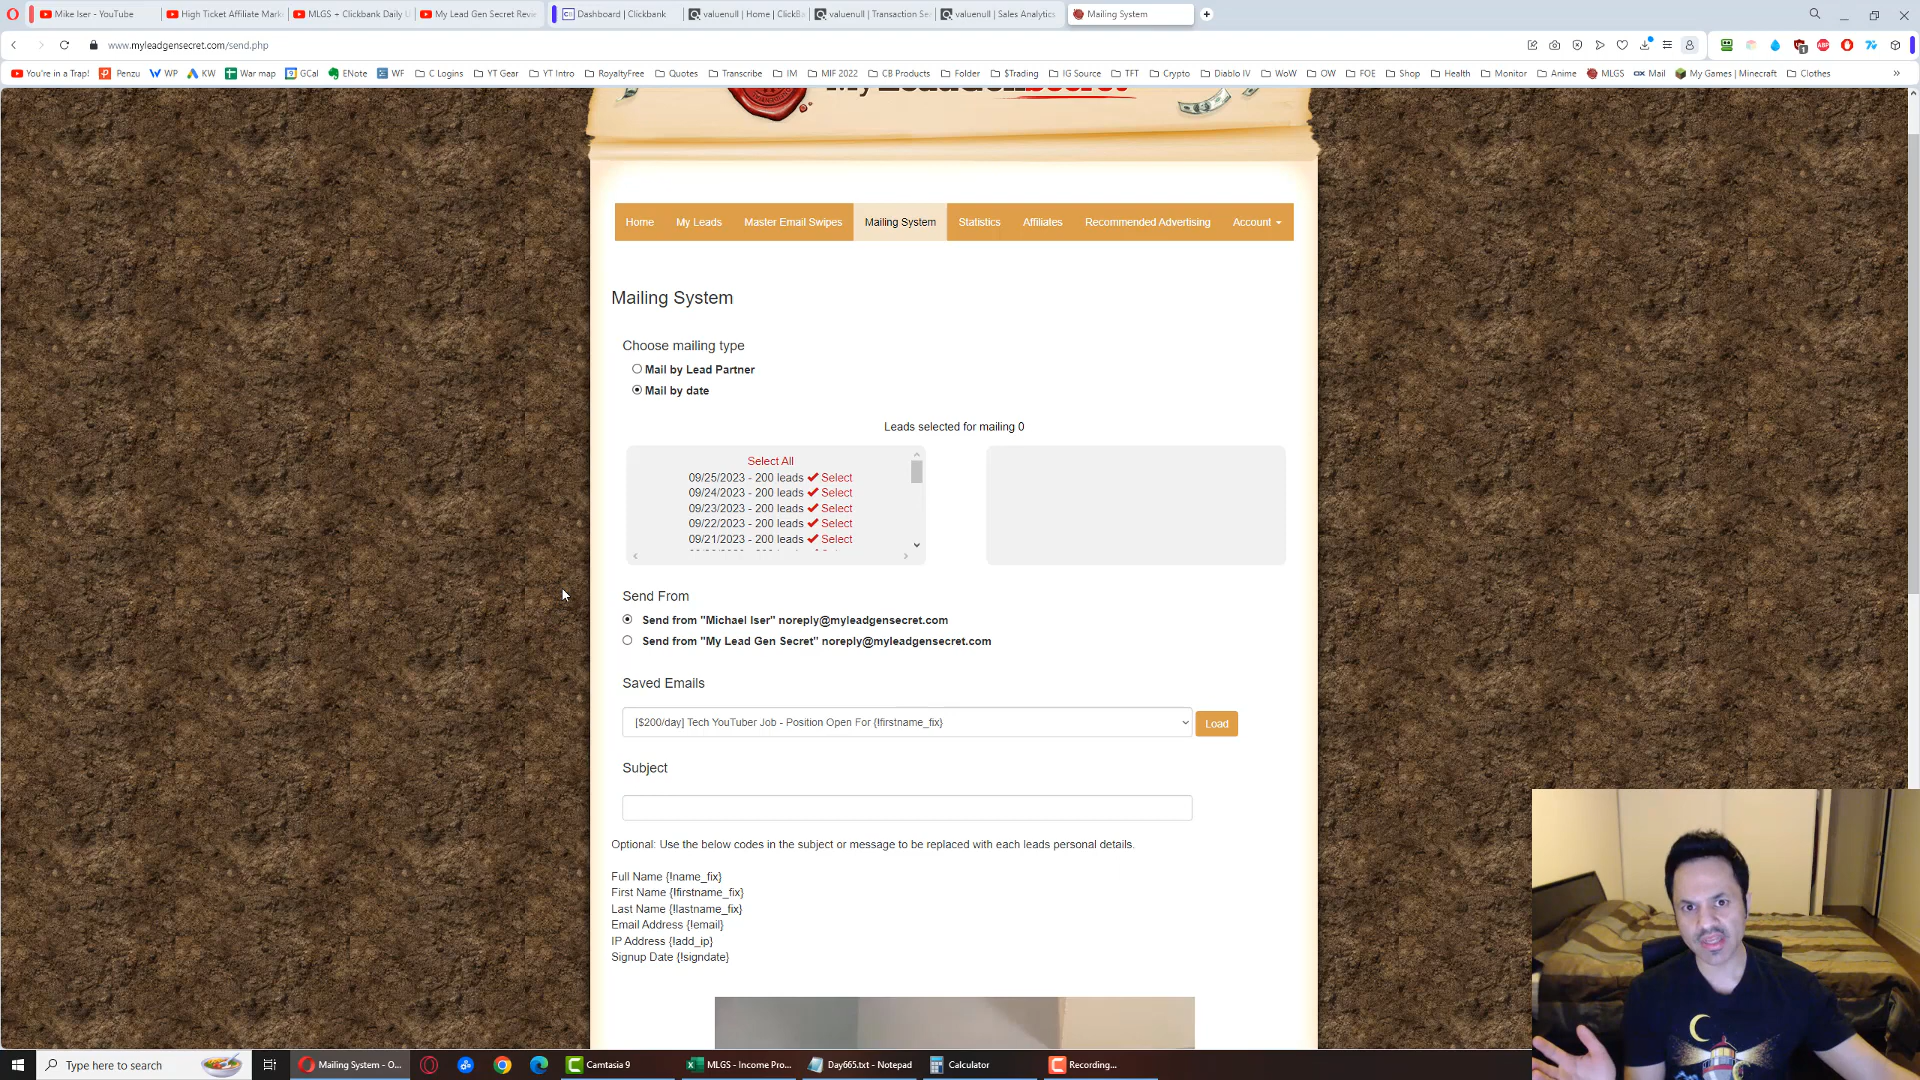 Mike Iser - YouTube
High Ticket Affiliate Mark
MLGS + Clickbank Daily U
My Lead Gen Secret Revie
Dashboard | Clickbank
valuenull | Home | ClickBa
valuenull | Transaction Se
valuenull | Sales Analytics
Mailing System
www.myleadgensecret.com/send.php
You're in a Trap!
Penzu
WP
KW
War map
GCal
ENote
WF
C Logins
YT Gear
YT Intro
RoyaltyFree
Quotes
Transcribe
IM
MIF 2022
CB Products
Folder
$Trading
IG Source
TFT
Crypto
Diablo IV
WoW
OW
FOE
Shop
Health
Monitor
Anime
MLGS
Mail
My Games | Minecraft
Clothes
MyLeadGenSecret
Home
My Leads
Master Email Swipes
Mailing System
Statistics
Affiliates
Recommended Advertising
Account
Mailing System
Choose mailing type
Mail by Lead Partner
Mail by date
Leads selected for mailing 0
Select All
09/25/2023 - 200 leads ✔ Select
09/24/2023 - 200 leads ✔ Select
09/23/2023 - 200 leads ✔ Select
09/22/2023 - 200 leads ✔ Select
09/21/2023 - 200 leads ✔ Select
Send From
Send from "Michael Iser" noreply@myleadgensecret.com
Send from "My Lead Gen Secret" noreply@myleadgensecret.com
Saved Emails
[$200/day] Tech YouTuber Job - Position Open For {!firstname_fix}
Load
Subject
Optional: Use the below codes in the subject or message to be replaced with each leads personal details.
Full Name {!name_fix}
First Name {!firstname_fix}
Last Name {!lastname_fix}
Email Address {!email}
IP Address {!add_ip}
Signup Date {!signdate}
Type here to search
Mailing System - O...
Camtasia 9
MLGS - Income Pro...
Day665.txt - Notepad
Calculator
Recording...